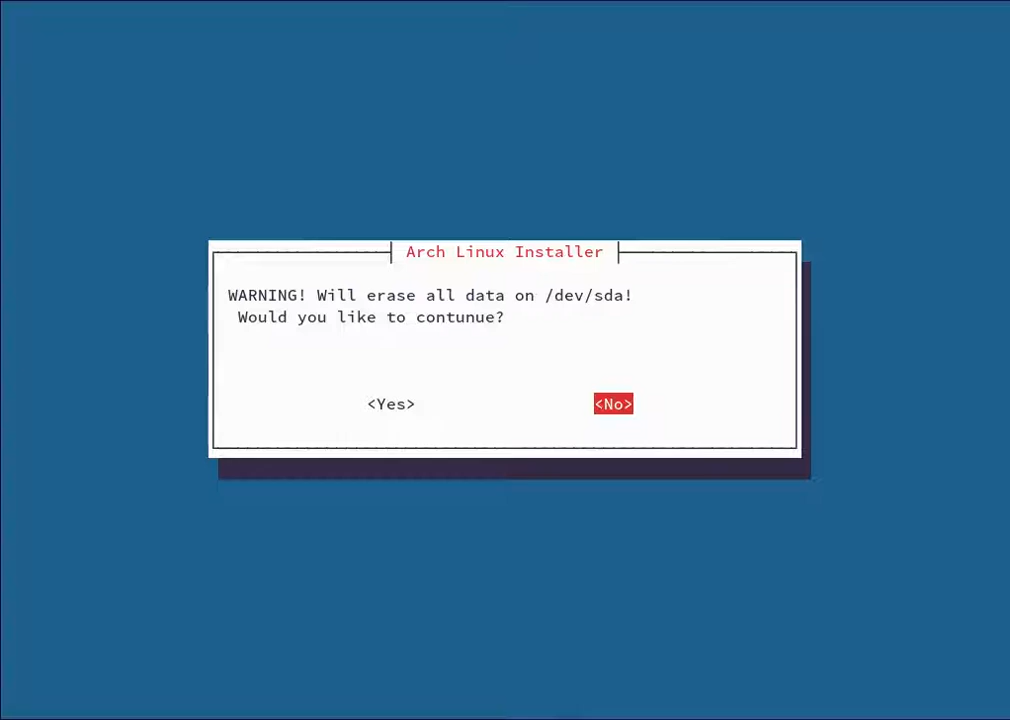 Arch Linux Installer
WARNING! Will erase all data on /dev/sda!
Would you like to contunue?
<Yes> <No>